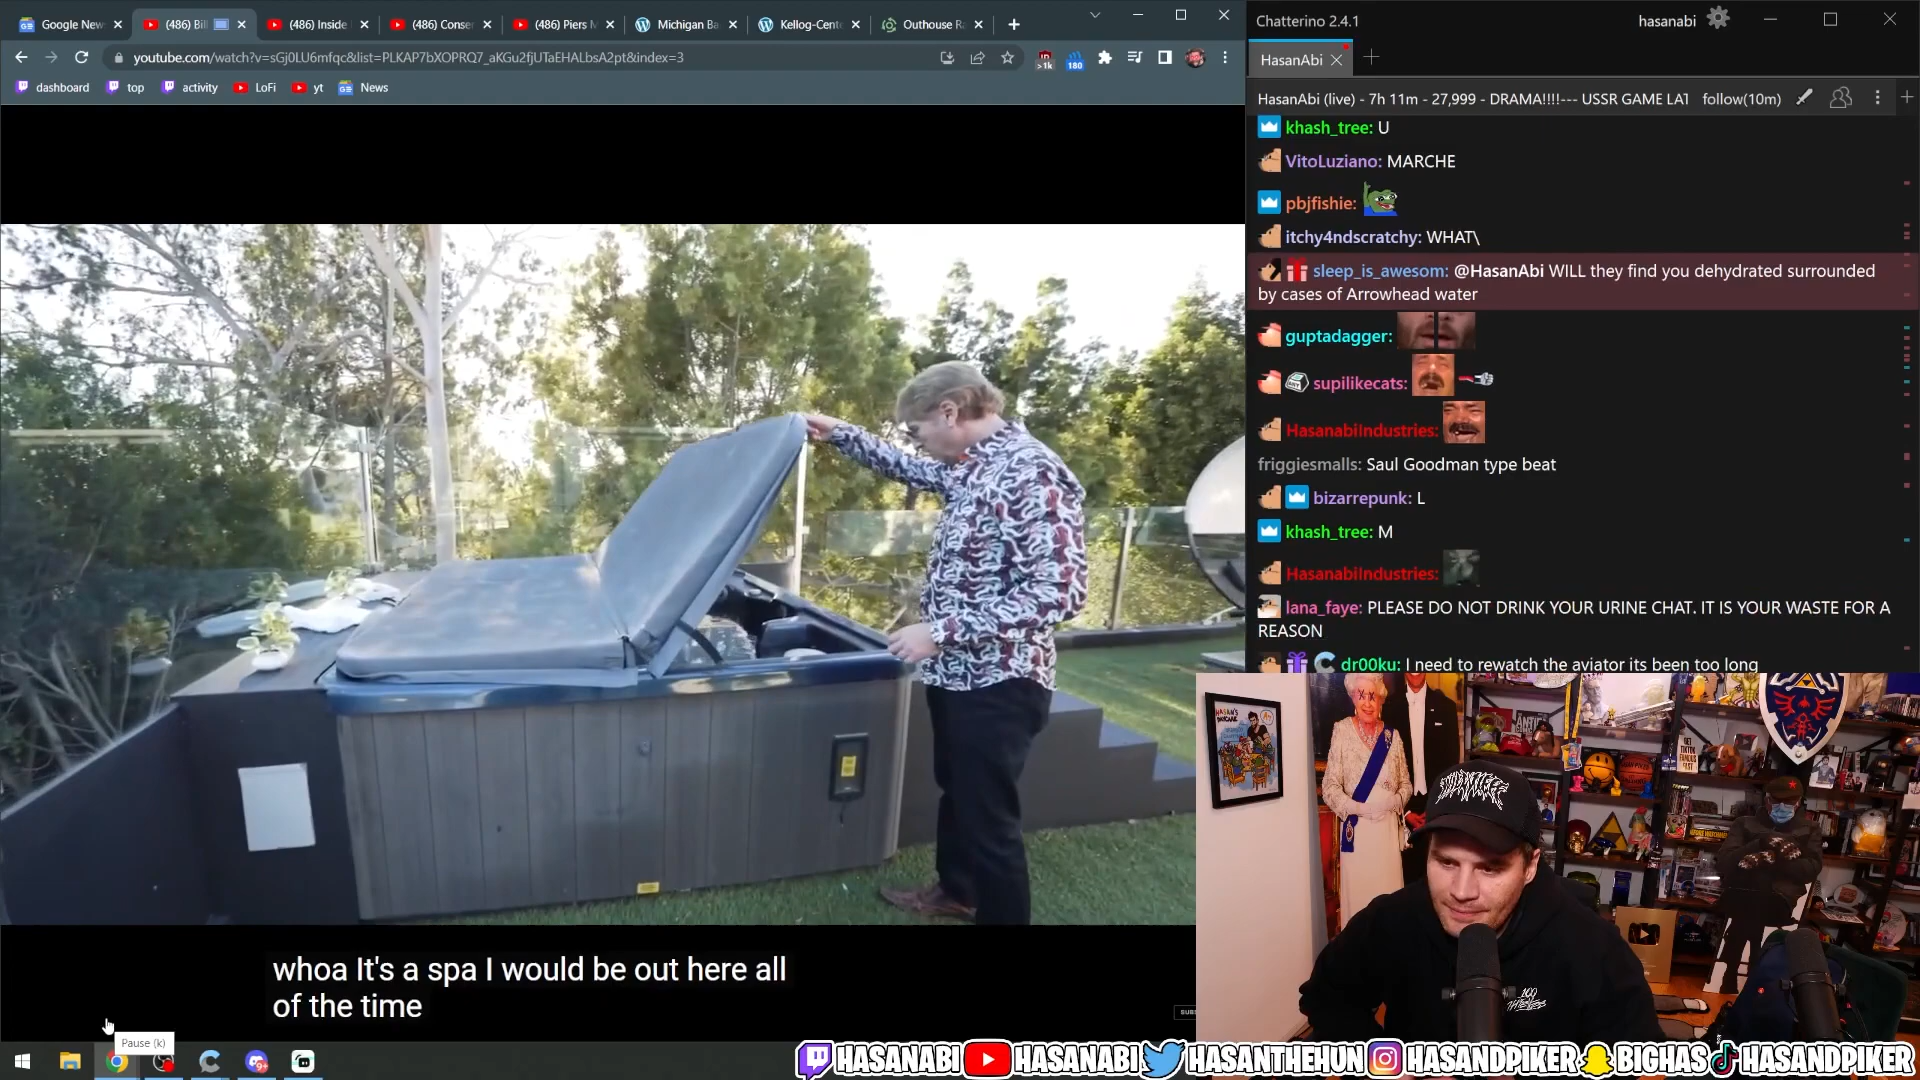 Google New
(486) Bil
(486) Inside
(486) Conse
(486) Piers M
Michigan Ba
Kellog-Cent
Outhouse R
youtube.com/watch?v=sGj0LU6mfqc&list=PLKAP7bXOPRQ7_aKGu2fjUTaEHALbsA2pt&index=3
>1k
180
dashboard
top
activity
LoFi
yt
News
Chatterino 2.4.1
hasanabi
HasanAbi
HasanAbi (live) - 7h 11m - 27,999 - DRAMA!!!!--- USSR GAME LAT
follow(10m)
khash_tree: U
VitoLuziano: MARCHE
pbjfishie:
itchy4ndscratchy: WHAT\
sleep_is_awesom: @HasanAbi WILL they find you dehydrated surrounded
by cases of Arrowhead water
guptadagger:
supilikecats:
HasanabiIndustries:
friggiesmalls: Saul Goodman type beat
bizarrepunk: L
khash_tree: M
HasanabiIndustries:
lana_faye: PLEASE DO NOT DRINK YOUR URINE CHAT. IT IS YOUR WASTE FOR A
REASON
dr00ku: I need to rewatch the aviator its been too long
whoa It's a spa I would be out here all
of the time
Pause (k)
HASANABI
HASANABI
HASANTHEHUN
HASANDPIKER
BIGHAS
HASANDPIKER